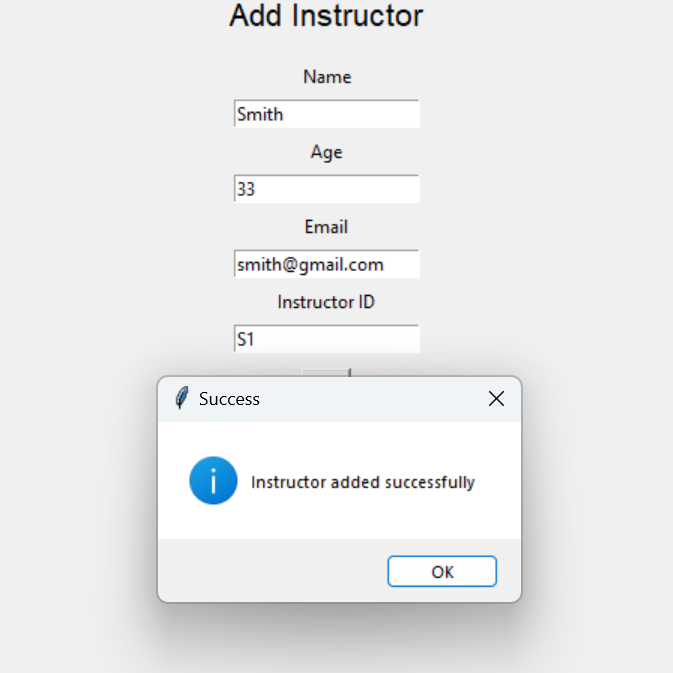 Add Instructor
Name
Smith
Age
33
Email
smith@gmail.com
Instructor ID
S1
Success
Instructor added successfully
OK